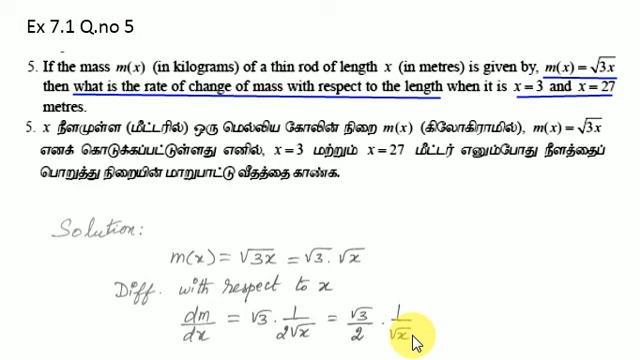 Ex 7.1 Q.no 5
5. If the mass m(x) (in kilograms) of a thin rod of length x (in metres) is given by, m(x) = √3x
then what is the rate of change of mass with respect to the length when it is x = 3 and x = 27
metres.
5. x நீளமுள்ள (மீட்டரில்) ஒரு மெல்லிய கோலின் நிறை m(x) (கிலோகிராமில்), m(x) = √3x
எனக் கொடுக்கப்பட்டுள்ளது எனில், x = 3 மற்றும் x = 27 மீட்டர் எனும்போது நீளத்தைப்
பொறுத்து நிறையின் மாறுபாட்டு வீதத்தை காண்க.
Solution:
m(x) = √3x = √3 . √x
Diff. with respect to x
dm/dx = √3 . 1/2√x = √3/2 . 1/√x